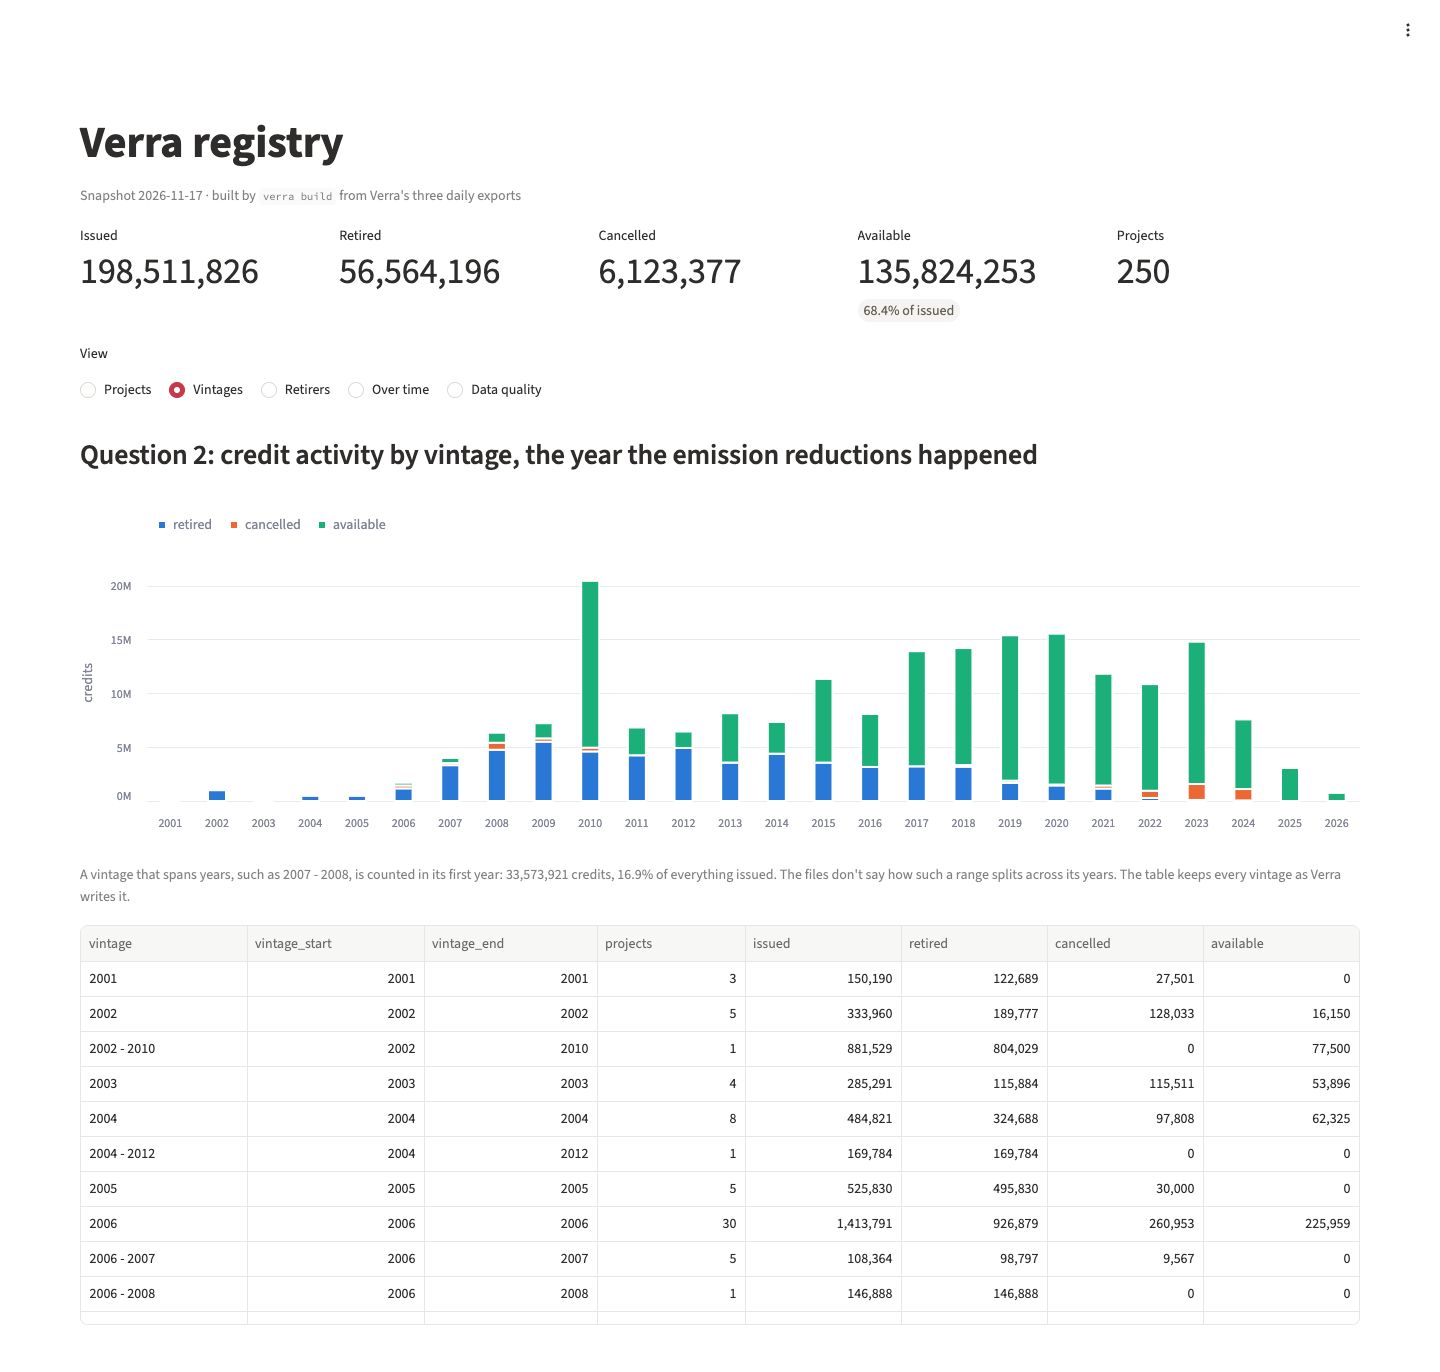 Verra registry
Snapshot 2026-11-17 · built by verra build from Verra's three daily exports
Issued Retired Cancelled Available Projects
198,511,826 56,564,196 6,123,377 135,824,253 250
68.4% of issued
View
Projects Vintages Retirers Over time Data quality
Question 2: credit activity by vintage, the year the emission reductions happened
retired cancelled available
20M
15M
10M
5M
0M
credits
2001 2002 2003 2004 2005 2006 2007 2008 2009 2010 2011 2012 2013 2014 2015 2016 2017 2018 2019 2020 2021 2022 2023 2024 2025 2026
A vintage that spans years, such as 2007 - 2008, is counted in its first year: 33,573,921 credits, 16.9% of everything issued. The files don't say how such a range splits across its years. The table keeps every vintage as Verra
writes it.
vintage vintage_start vintage_end projects issued retired cancelled available
2001 2001 2001 3 150,190 122,689 27,501 0
2002 2002 2002 5 333,960 189,777 128,033 16,150
2002 - 2010 2002 2010 1 881,529 804,029 0 77,500
2003 2003 2003 4 285,291 115,884 115,511 53,896
2004 2004 2004 8 484,821 324,688 97,808 62,325
2004 - 2012 2004 2012 1 169,784 169,784 0 0
2005 2005 2005 5 525,830 495,830 30,000 0
2006 2006 2006 30 1,413,791 926,879 260,953 225,959
2006 - 2007 2006 2007 5 108,364 98,797 9,567 0
2006 - 2008 2006 2008 1 146,888 146,888 0 0